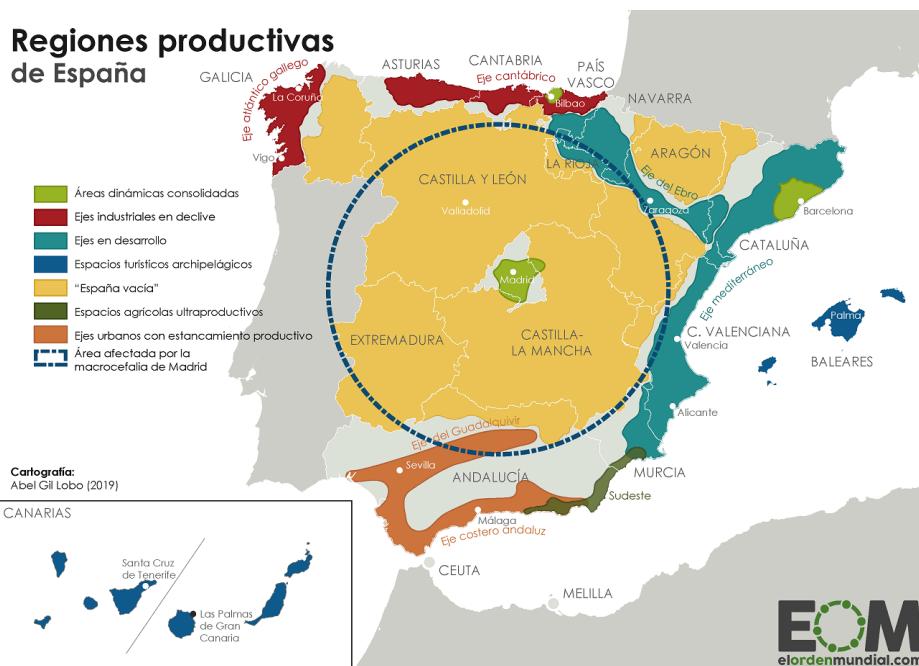 Regiones productivas
de España
GALICIA
ASTURIAS
CANTABRIA
PAÍS
VASCO
NAVARRA
Eje atlántico gallego
Eje cantábrico
La Coruña
Bilbao
Vigo
LA RIOJA
ARAGÓN
CASTILLA Y LEÓN
Eje del Ebro
Valladolid
Zaragoza
Barcelona
CATALUÑA
Madrid
Eje mediterráneo
Áreas dinámicas consolidadas
Ejes industriales en declive
Ejes en desarrollo
Espacios turísticos archipelágicos
"España vacía"
Espacios agrícolas ultraproductivos
Ejes urbanos con estancamiento productivo
Área afectada por la
macrocefalia de Madrid
EXTREMADURA
CASTILLA-
LA MANCHA
C. VALENCIANA
Valencia
Palma
BALEARES
Alicante
Eje del Guadalquivir
Sevilla
ANDALUCÍA
MURCIA
Sudeste
Málaga
Eje costero andaluz
CEUTA
MELILLA
Cartografía:
Abel Gil Lobo (2019)
CANARIAS
Santa Cruz
de Tenerife
Las Palmas
de Gran
Canaria
EOM
elordenmundial.com